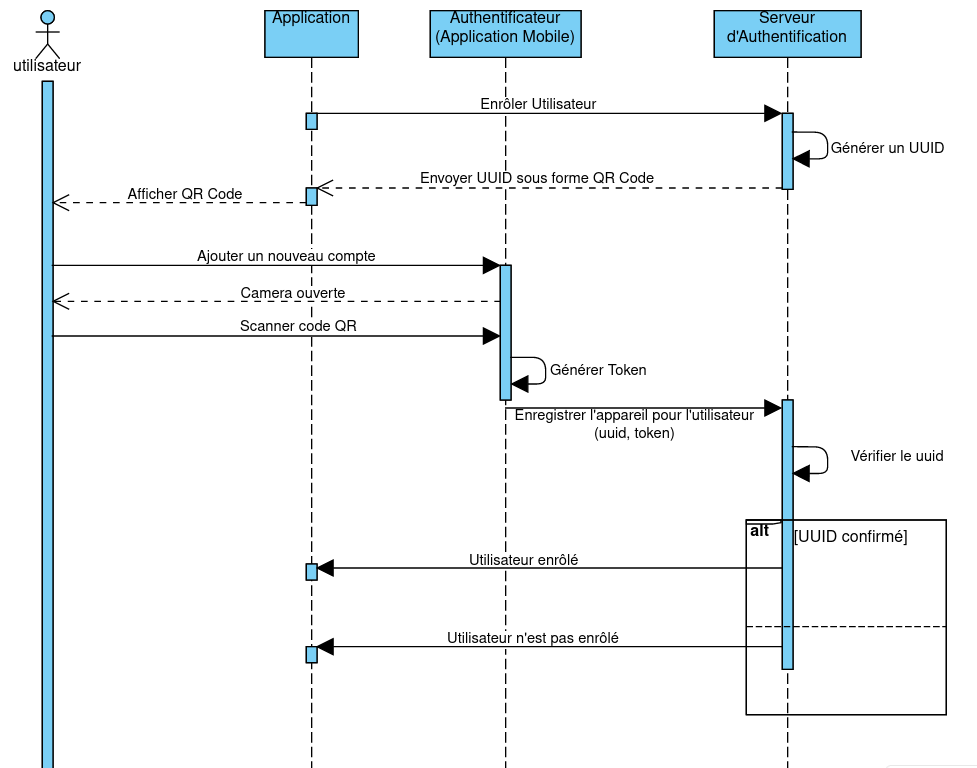 utilisateur
Application
Authentificateur
(Application Mobile)
Serveur
d'Authentification
Enrôler Utilisateur
Générer un UUID
Envoyer UUID sous forme QR Code
Afficher QR Code
Ajouter un nouveau compte
Camera ouverte
Scanner code QR
Générer Token
Enregistrer l'appareil pour l'utilisateur
(uuid, token)
Vérifier le uuid
alt
[UUID confirmé]
Utilisateur enrôlé
Utilisateur n'est pas enrôlé